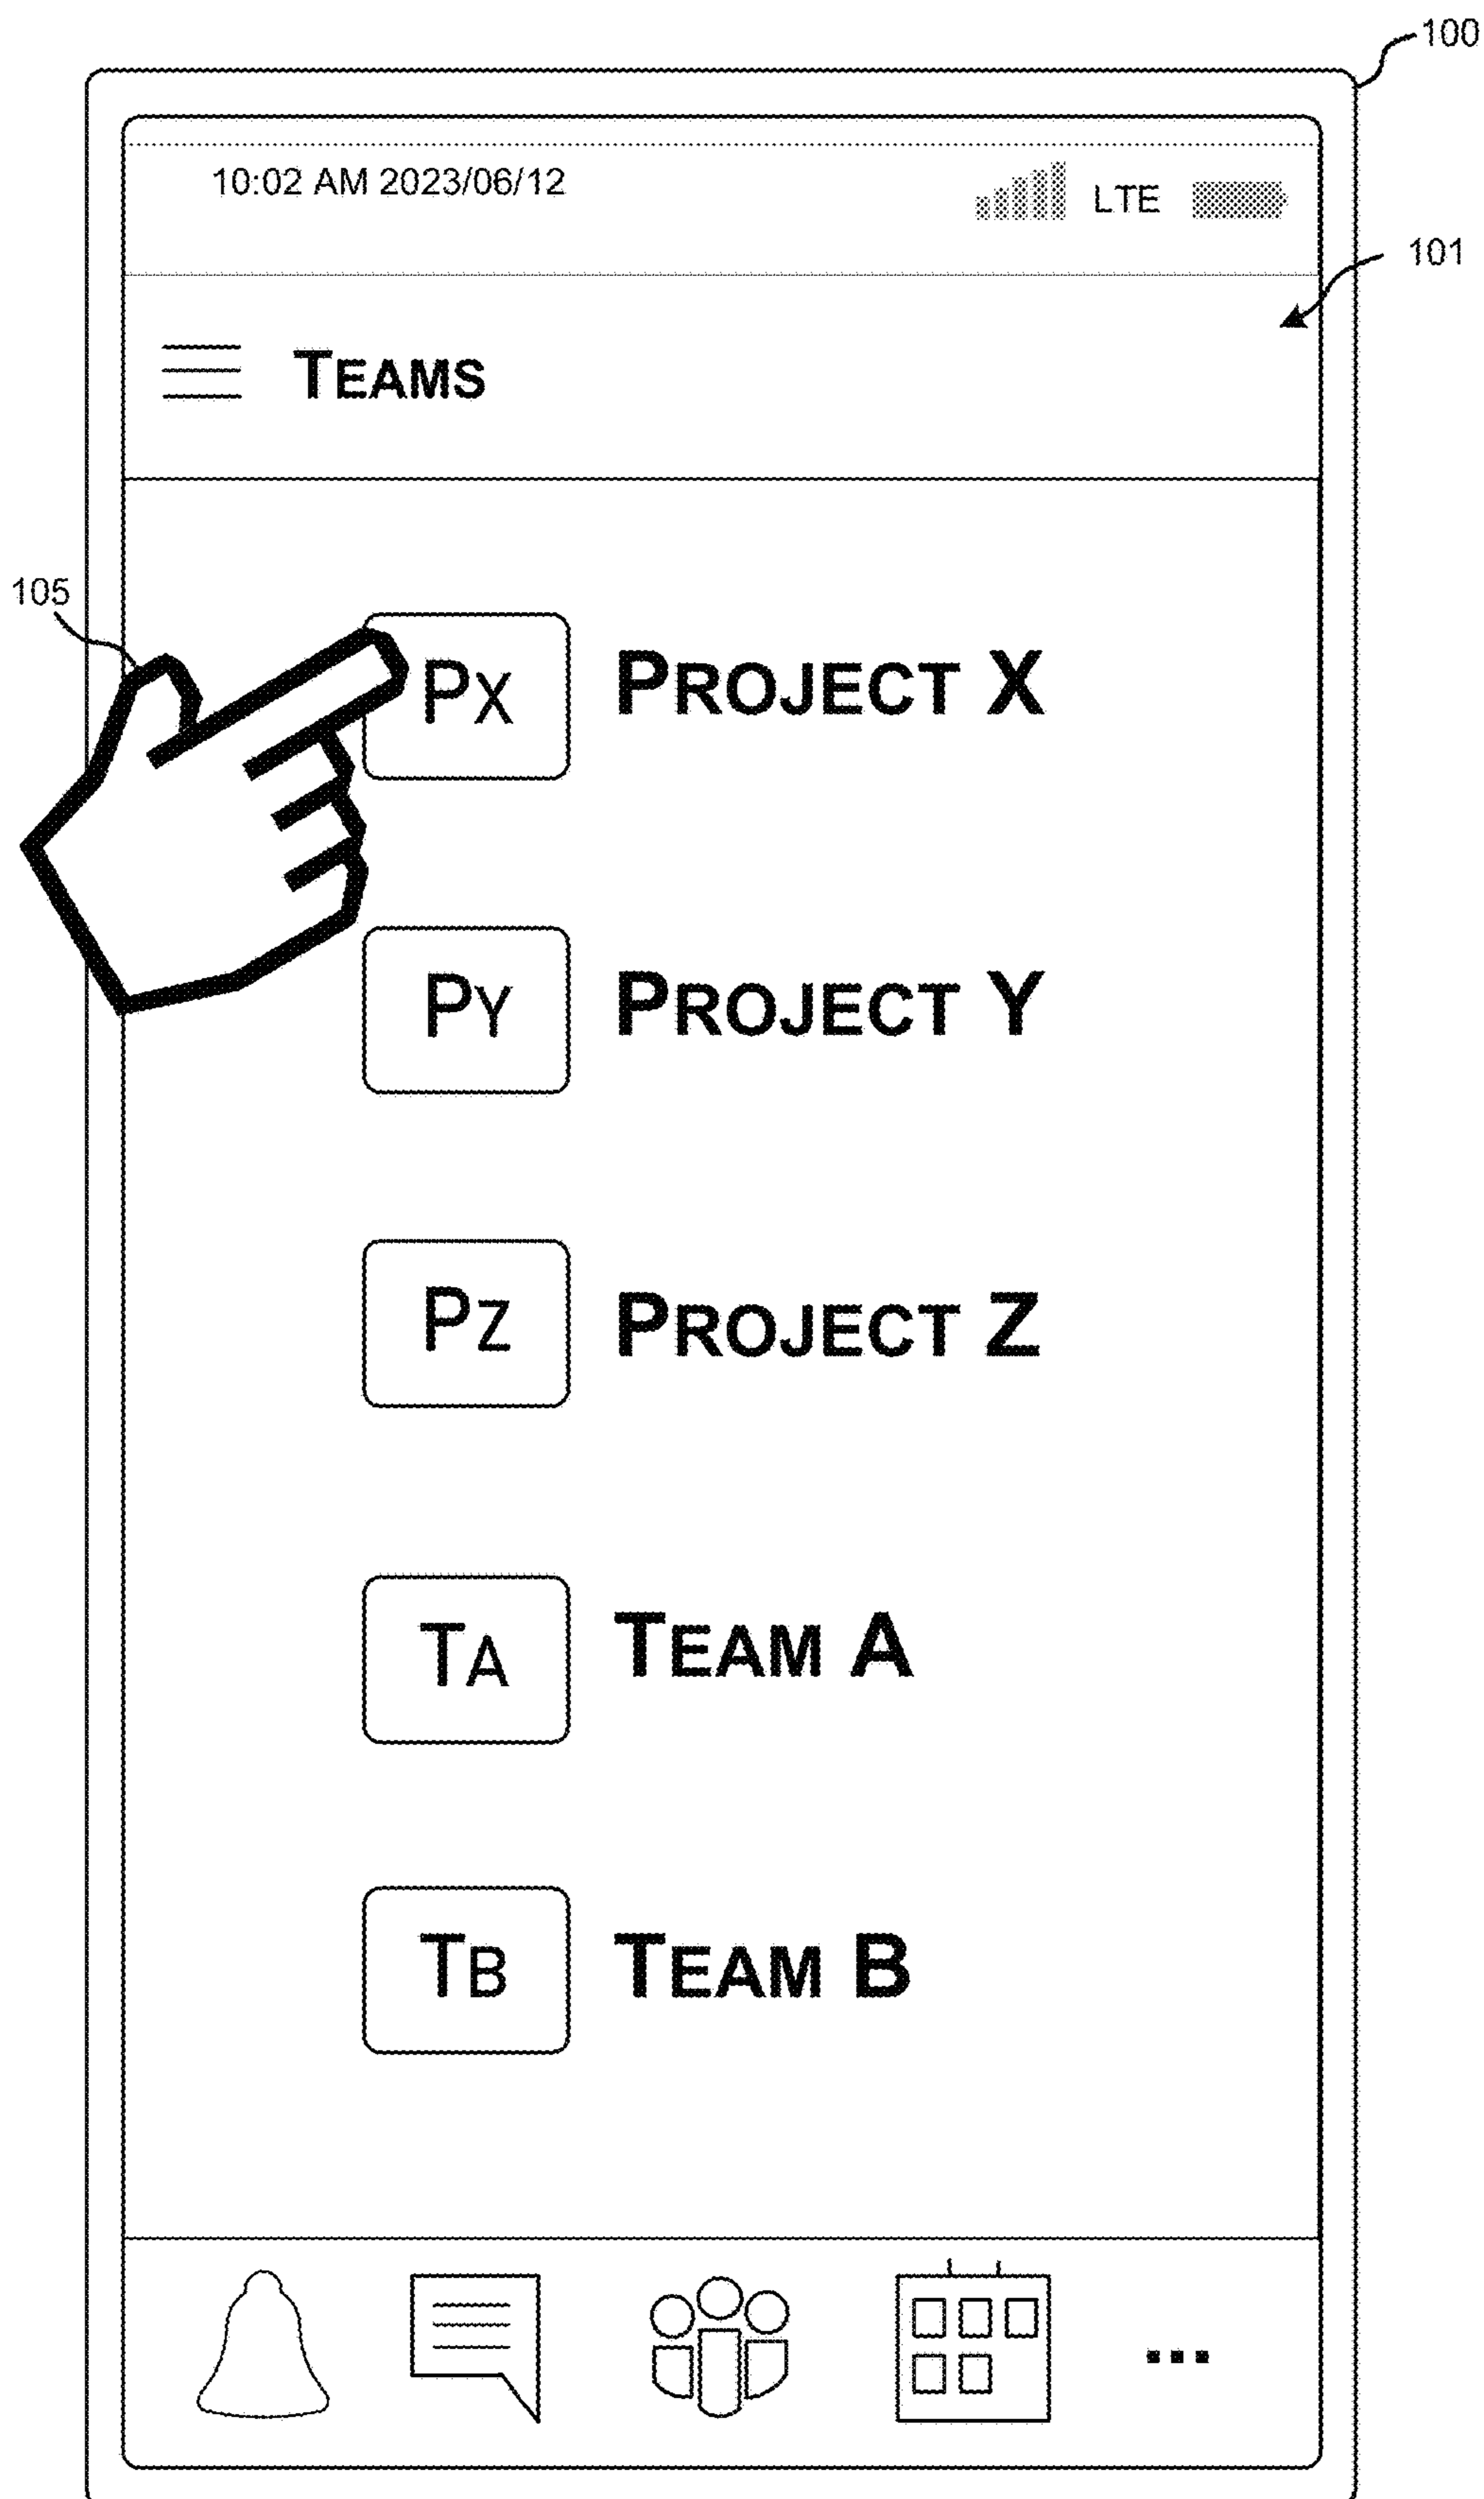 100
10:02 AM 2023/06/12 LTE
101
TEAMS
105
PX PROJECT X
PY PROJECT Y
PZ PROJECT Z
TA TEAM A
TB TEAM B
...